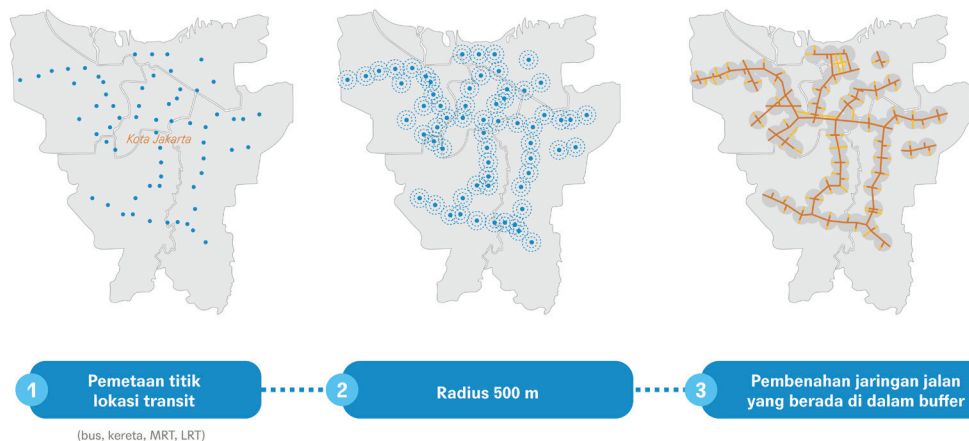 Kota Jakarta
1
Pemetaan titik
lokasi transit
(bus, kereta, MRT, LRT)
2
Radius 500 m
3
Pembenahan jaringan jalan
yang berada di dalam buffer